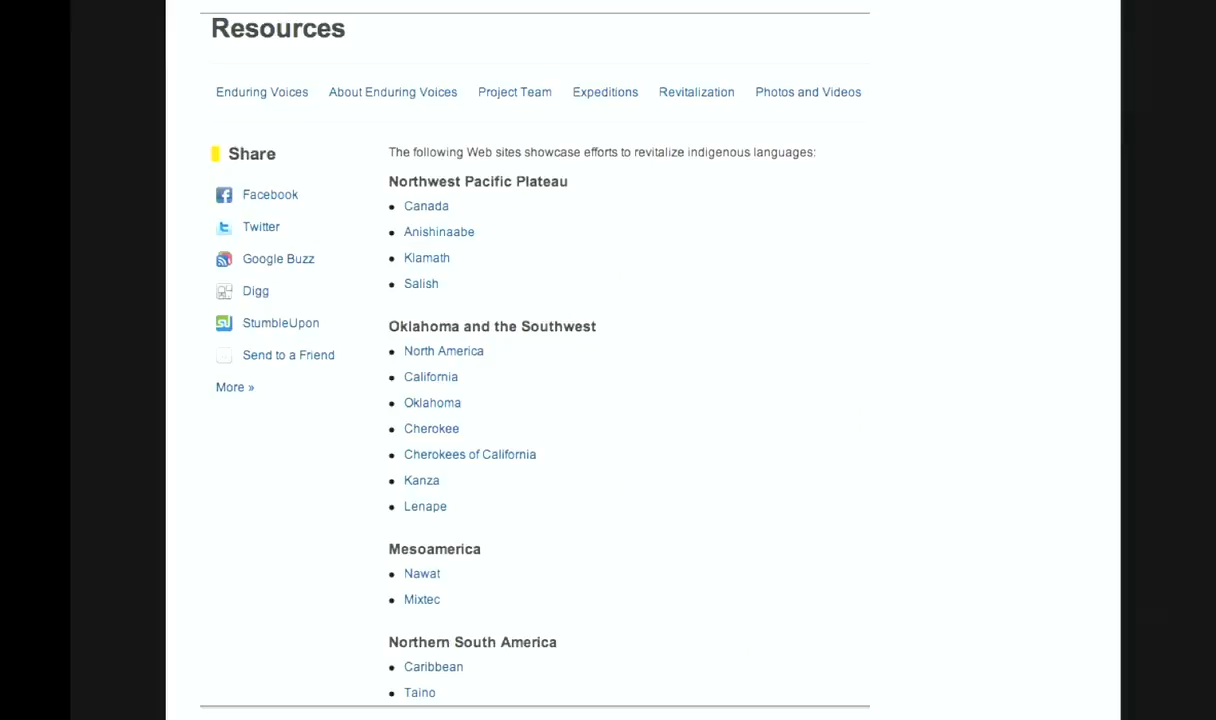 Resources
Enduring Voices About Enduring Voices Project Team Expeditions Revitalization Photos and Videos
Share
Facebook
Twitter
Google Buzz
Digg
StumbleUpon
Send to a Friend
More »
The following Web sites showcase efforts to revitalize indigenous languages:
Northwest Pacific Plateau
• Canada
• Anishinaabe
• Klamath
• Salish
Oklahoma and the Southwest
• North America
• California
• Oklahoma
• Cherokee
• Cherokees of California
• Kanza
• Lenape
Mesoamerica
• Nawat
• Mixtec
Northern South America
• Caribbean
• Taino